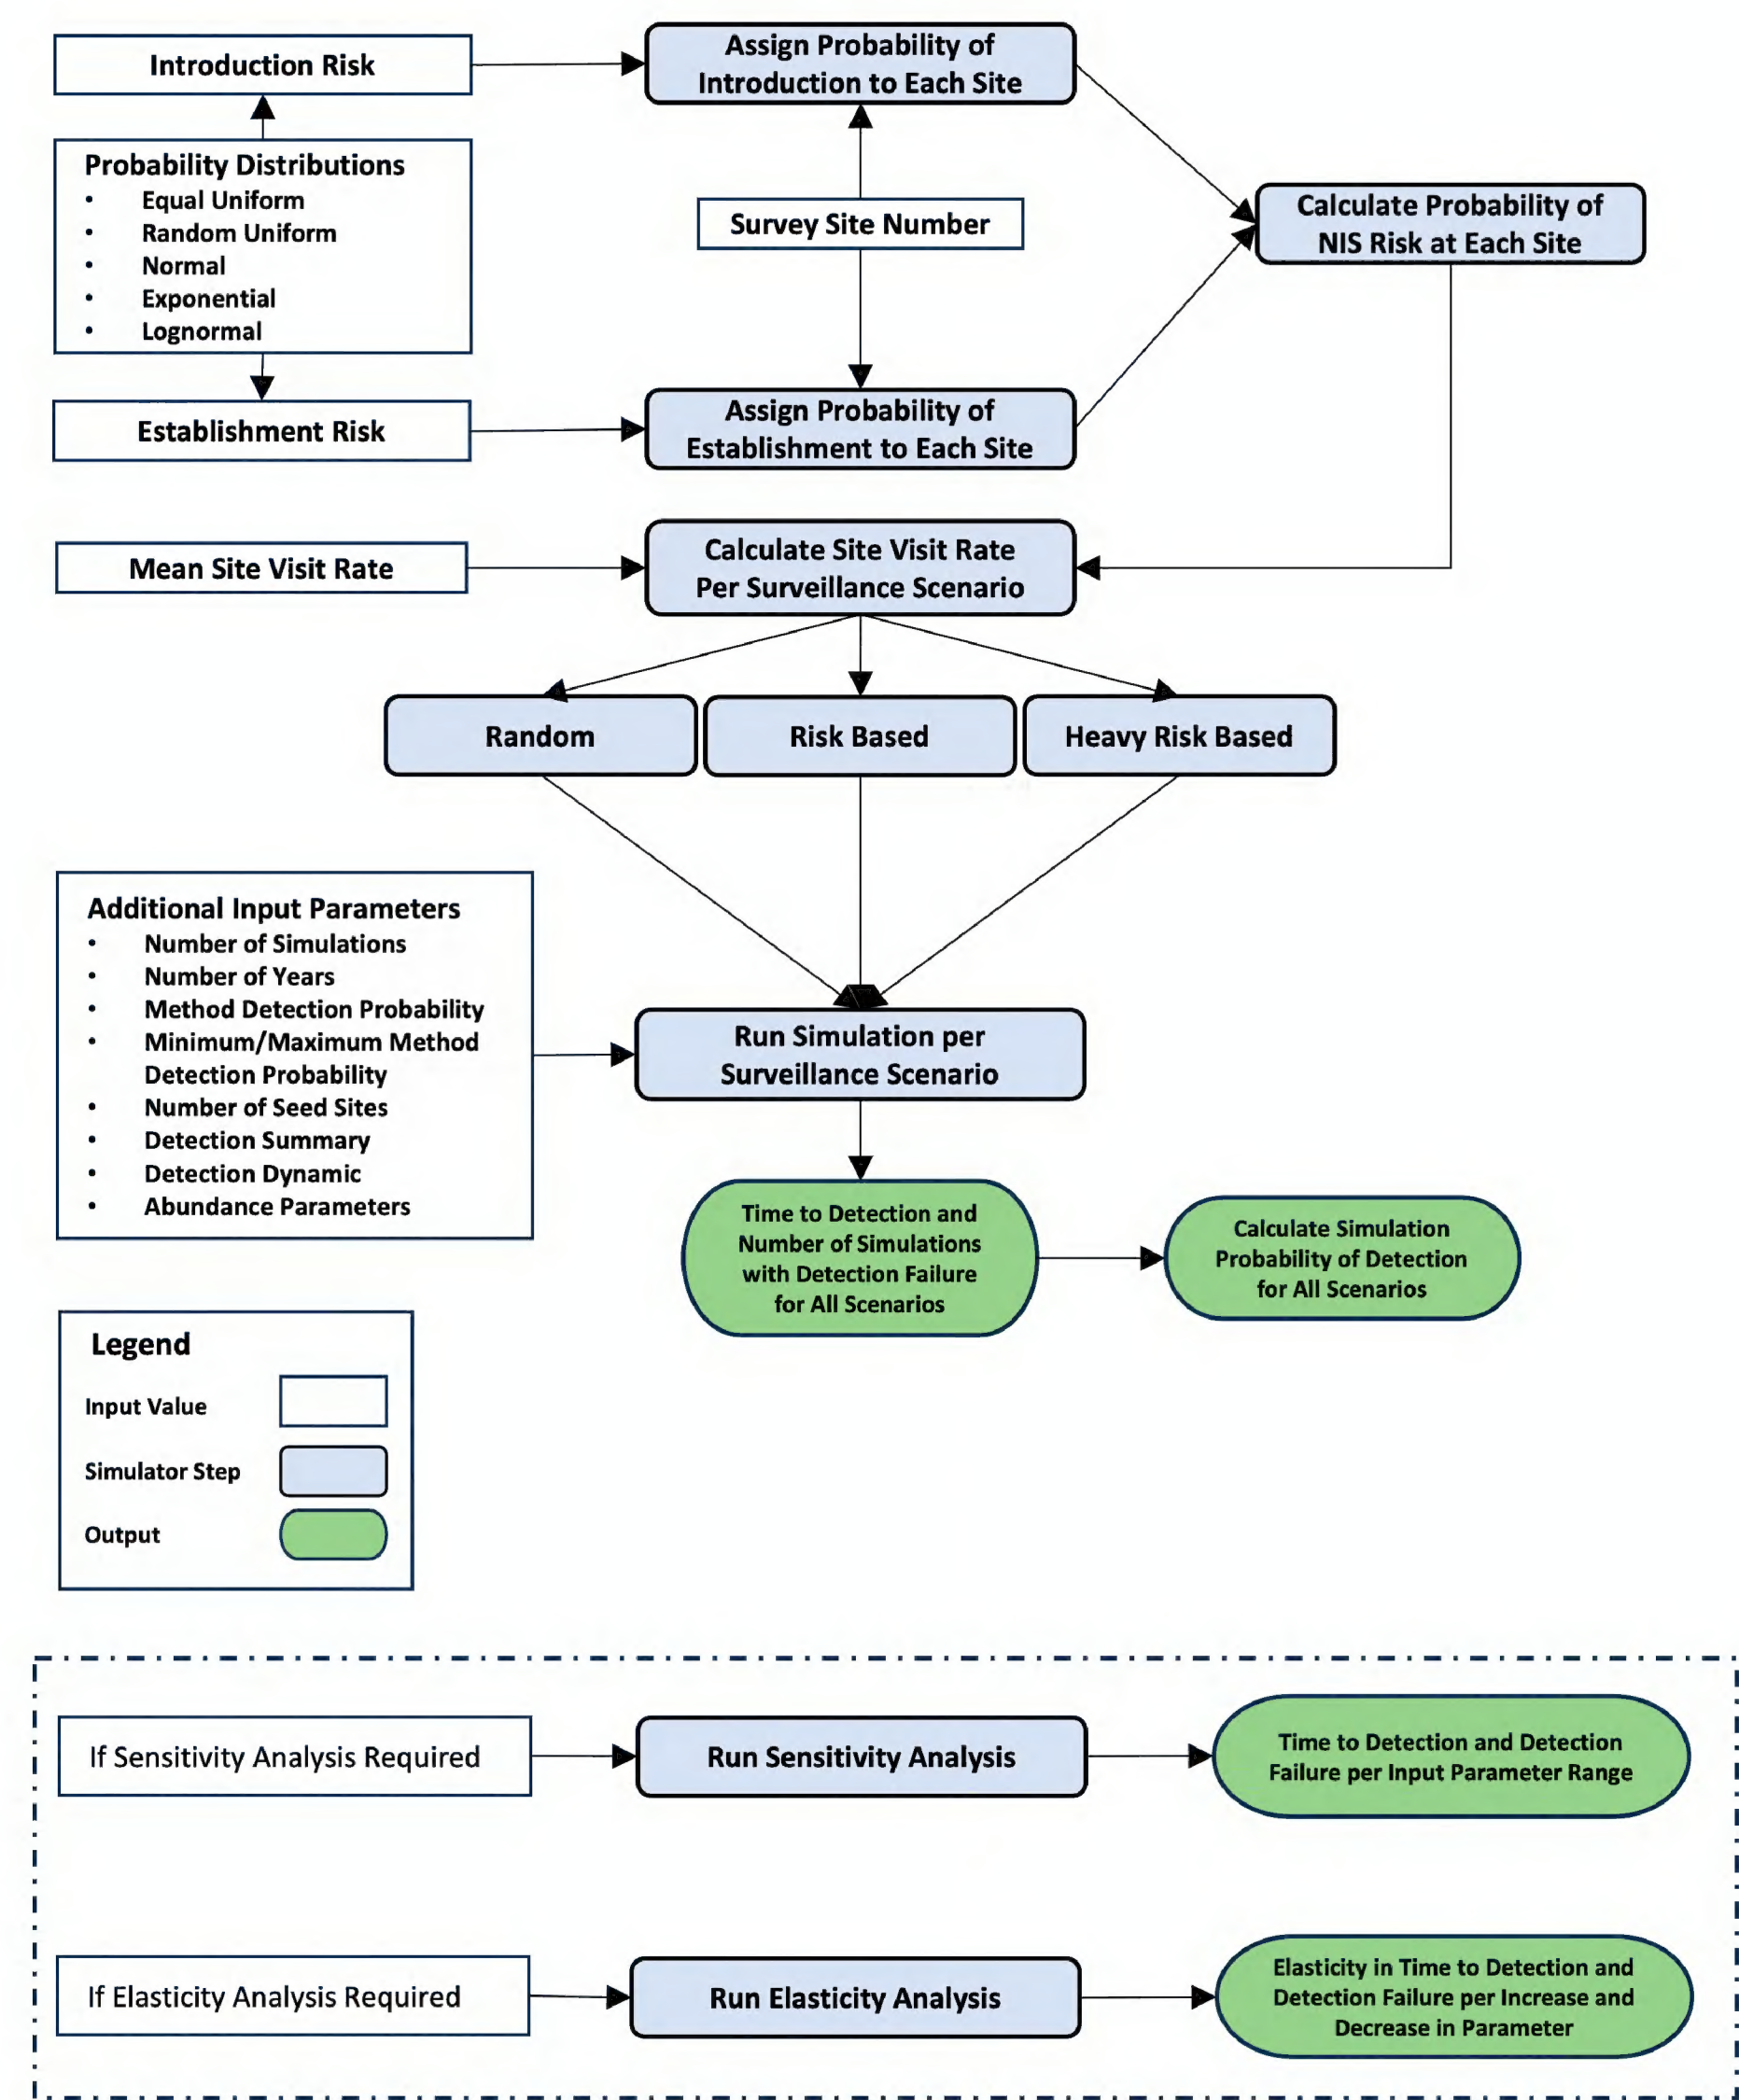 Introduction Risk
Assign Probability of
Introduction to Each Site
Probability Distributions
• Equal Uniform
• Random Uniform
• Normal
• Exponential
• Lognormal
Survey Site Number
Calculate Probability of
NIS Risk at Each Site
Establishment Risk
Assign Probability of
Establishment to Each Site
Mean Site Visit Rate
Calculate Site Visit Rate
Per Surveillance Scenario
Random
Risk Based
Heavy Risk Based
Additional Input Parameters
• Number of Simulations
• Number of Years
• Method Detection Probability
• Minimum/Maximum Method
Detection Probability
• Number of Seed Sites
• Detection Summary
• Detection Dynamic
• Abundance Parameters
Run Simulation per
Surveillance Scenario
Time to Detection and
Number of Simulations
with Detection Failure
for All Scenarios
Calculate Simulation
Probability of Detection
for All Scenarios
Legend
Input Value
Simulator Step
Output
If Sensitivity Analysis Required
Run Sensitivity Analysis
Time to Detection and Detection
Failure per Input Parameter Range
If Elasticity Analysis Required
Run Elasticity Analysis
Elasticity in Time to Detection and
Detection Failure per Increase and
Decrease in Parameter